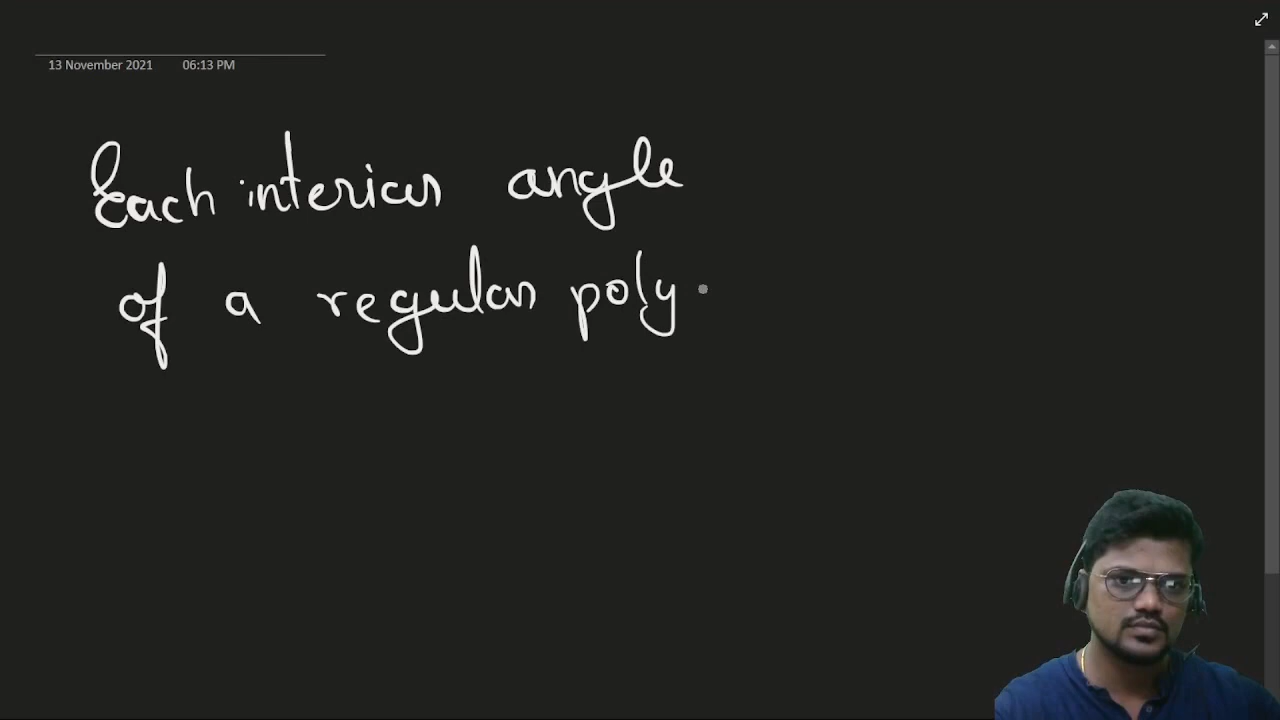 13 November 2021 06:13 PM
Each interior angle
of a regular poly